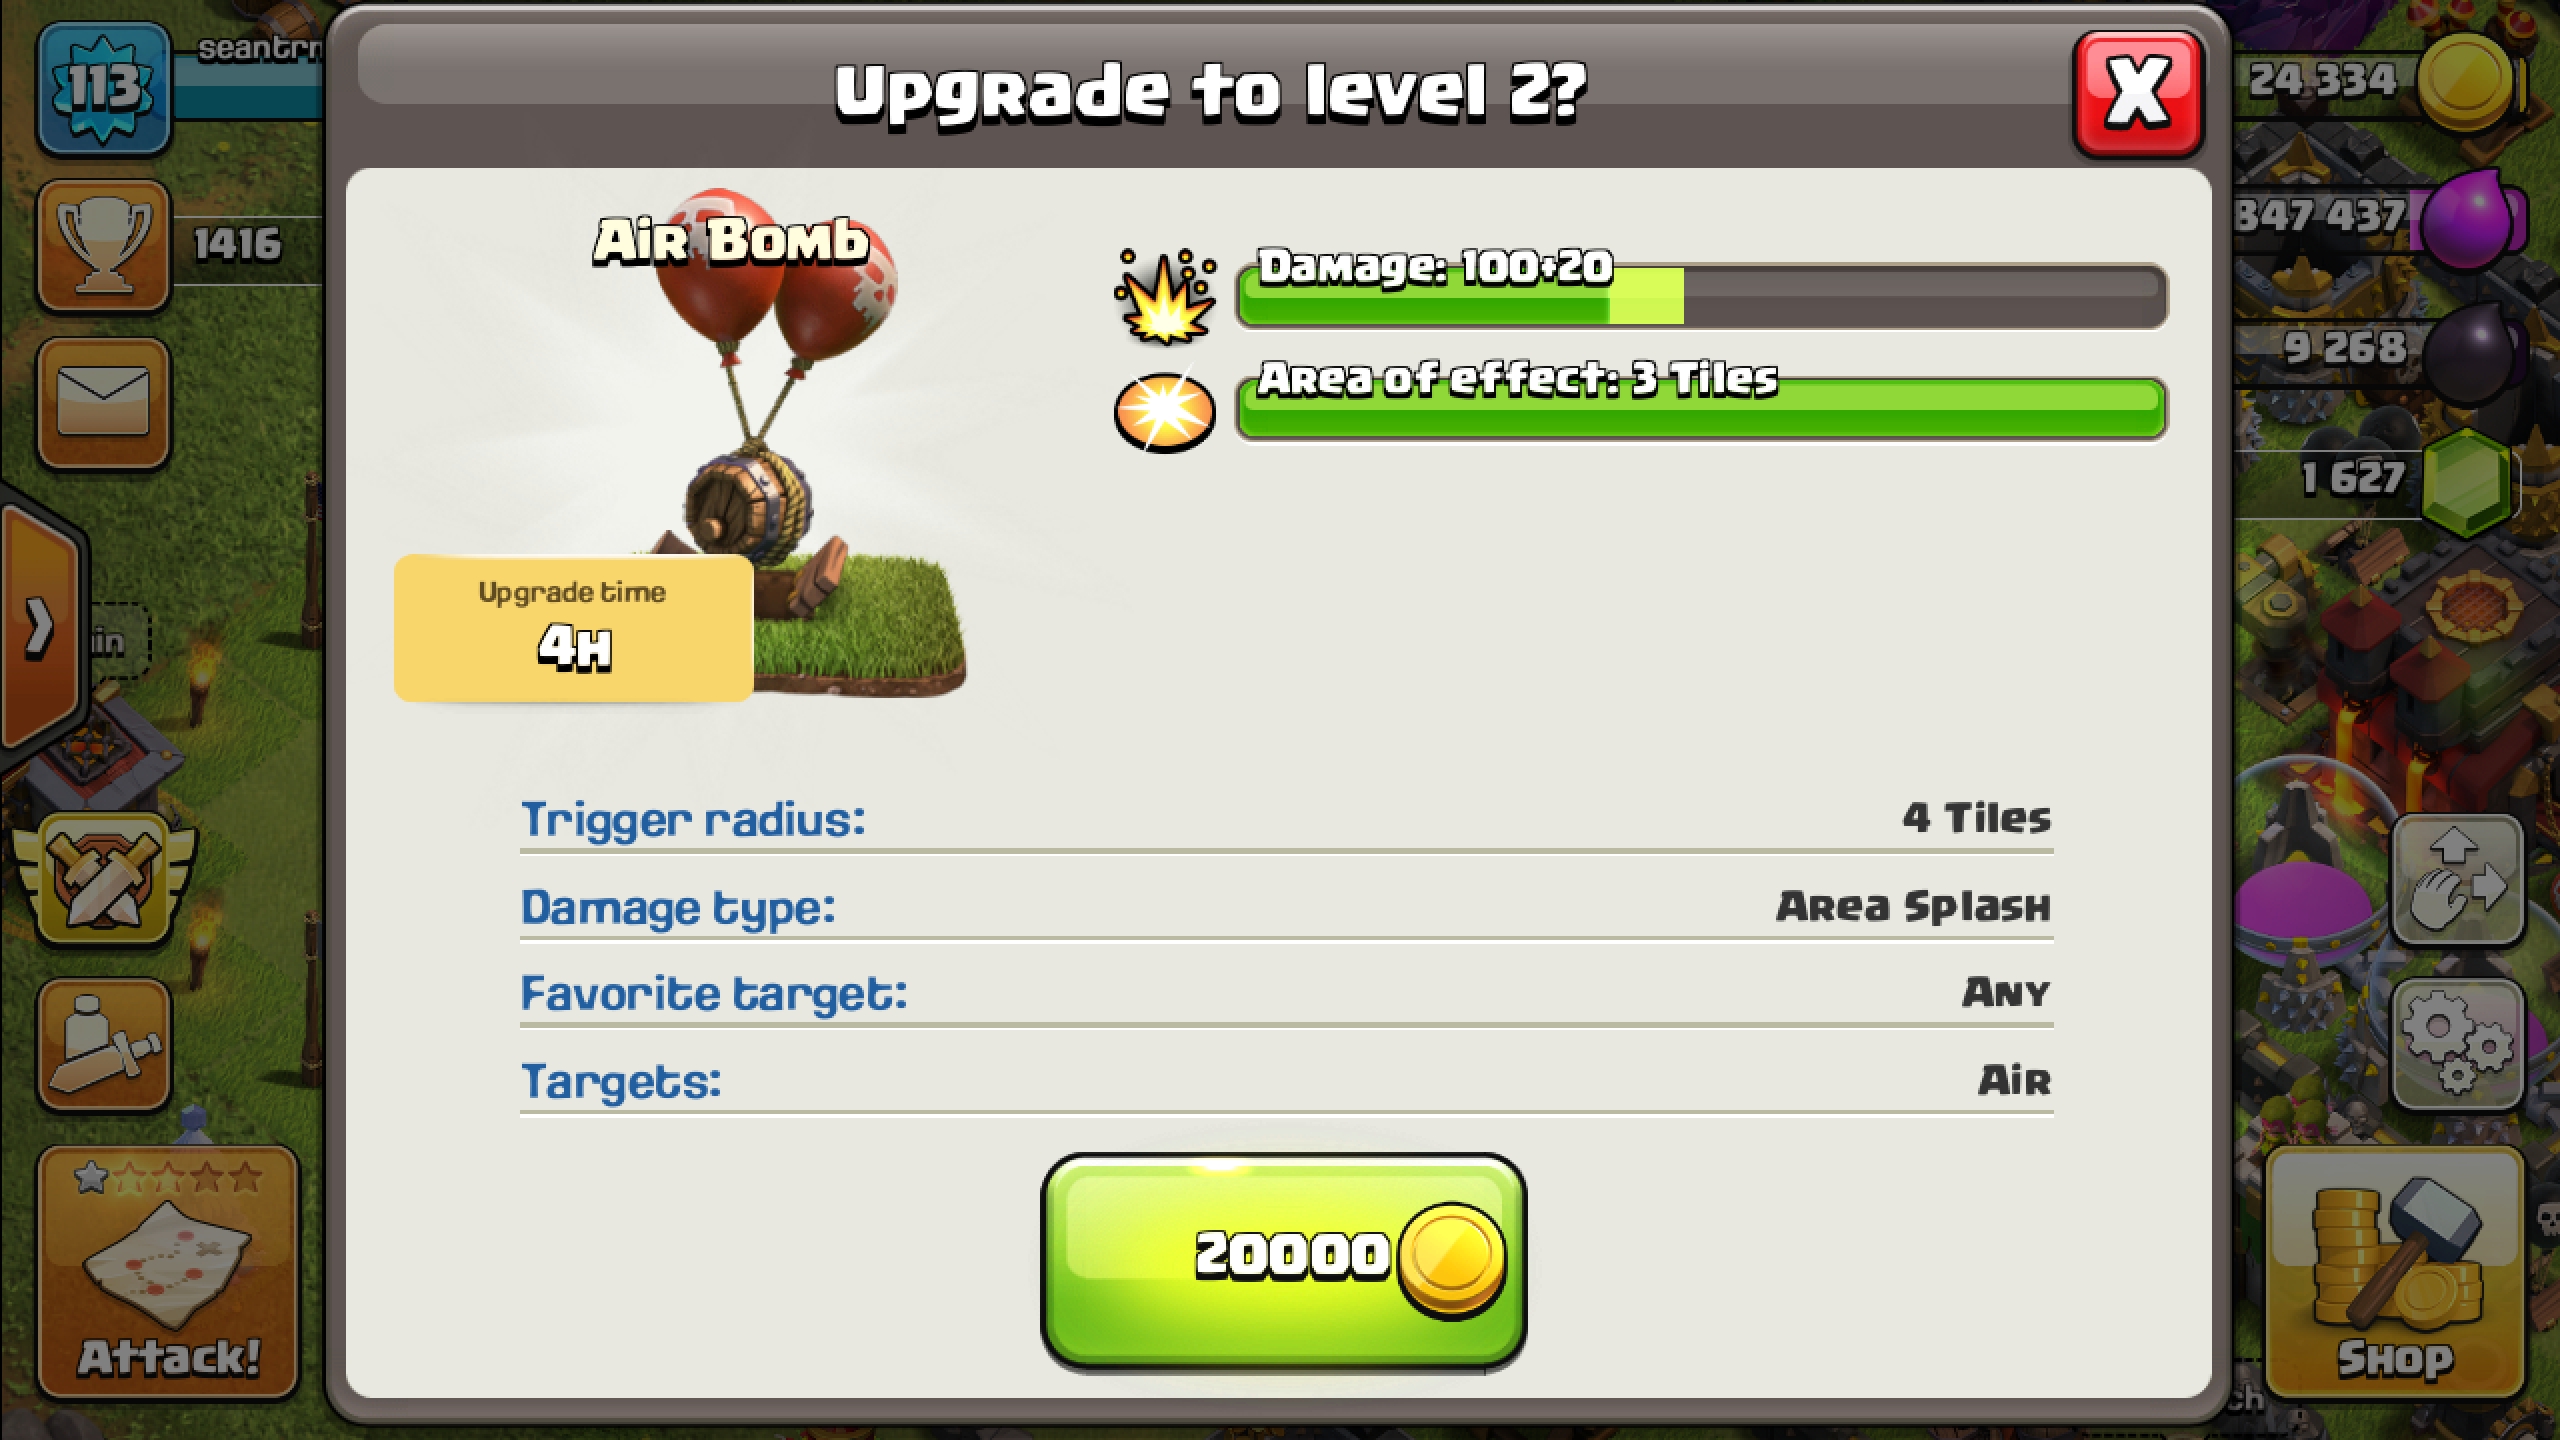 113
seantrn
1416
Upgrade to level 2?
X
24 334
847 437
9 268
1 627
Air Bomb
Damage: 100+20
Area of effect: 3 Tiles
Upgrade time
4H
Trigger radius: 4 Tiles
Damage type: Area Splash
Favorite target: Any
Targets: Air
20000
Attack!
Shop